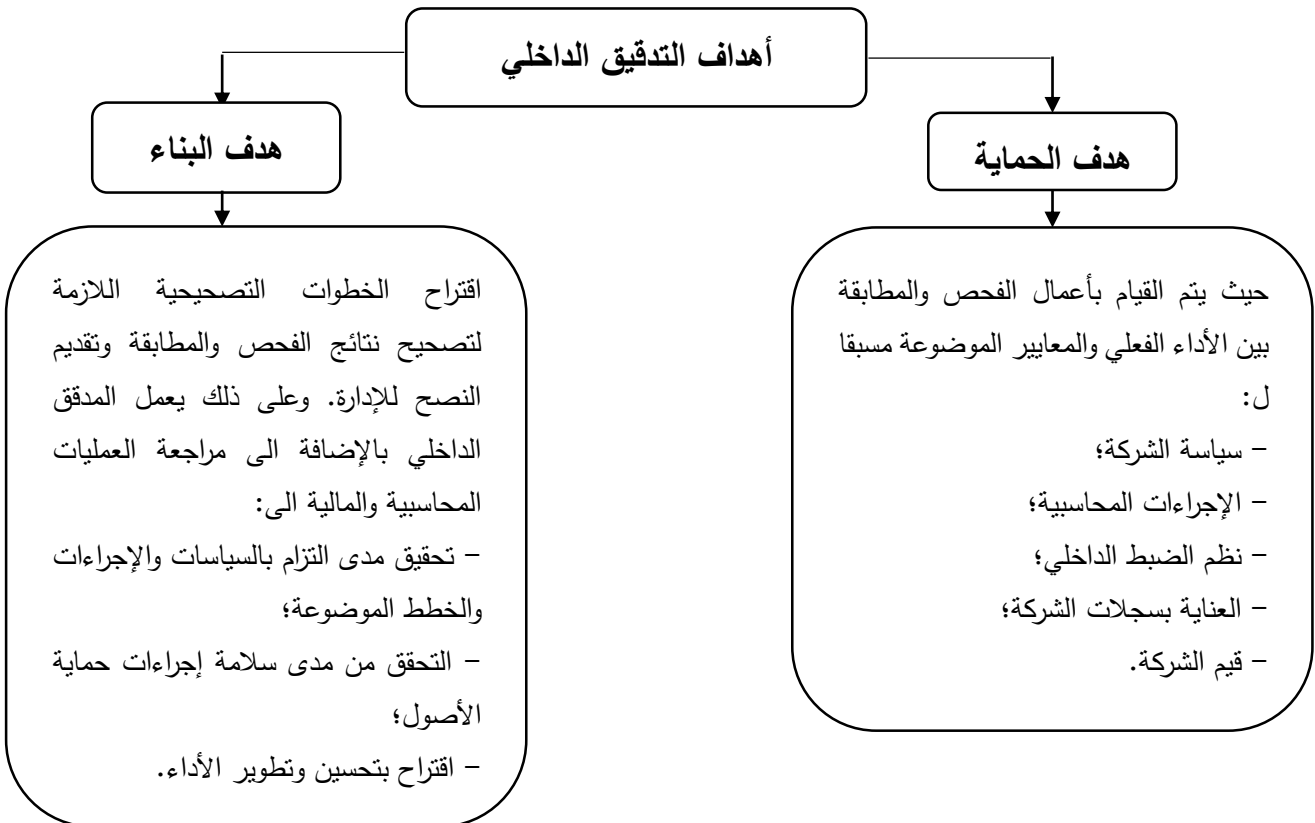 أهداف التدقيق الداخلي
هدف الحماية
هدف البناء
حيث يتم القيام بأعمال الفحص والمطابقة
بين الأداء الفعلي والمعايير الموضوعة مسبقا
ل:
– سياسة الشركة؛
– الإجراءات المحاسبية؛
– نظم الضبط الداخلي؛
– العناية بسجلات الشركة؛
– قيم الشركة.
اقتراح الخطوات التصحيحية اللازمة
لتصحيح نتائج الفحص والمطابقة وتقديم
النصح للإدارة. وعلى ذلك يعمل المدقق
الداخلي بالإضافة الى مراجعة العمليات
المحاسبية والمالية الى:
– تحقيق مدى التزام بالسياسات والإجراءات
والخطط الموضوعة؛
– التحقق من مدى سلامة إجراءات حماية
الأصول؛
– اقتراح بتحسين وتطوير الأداء.